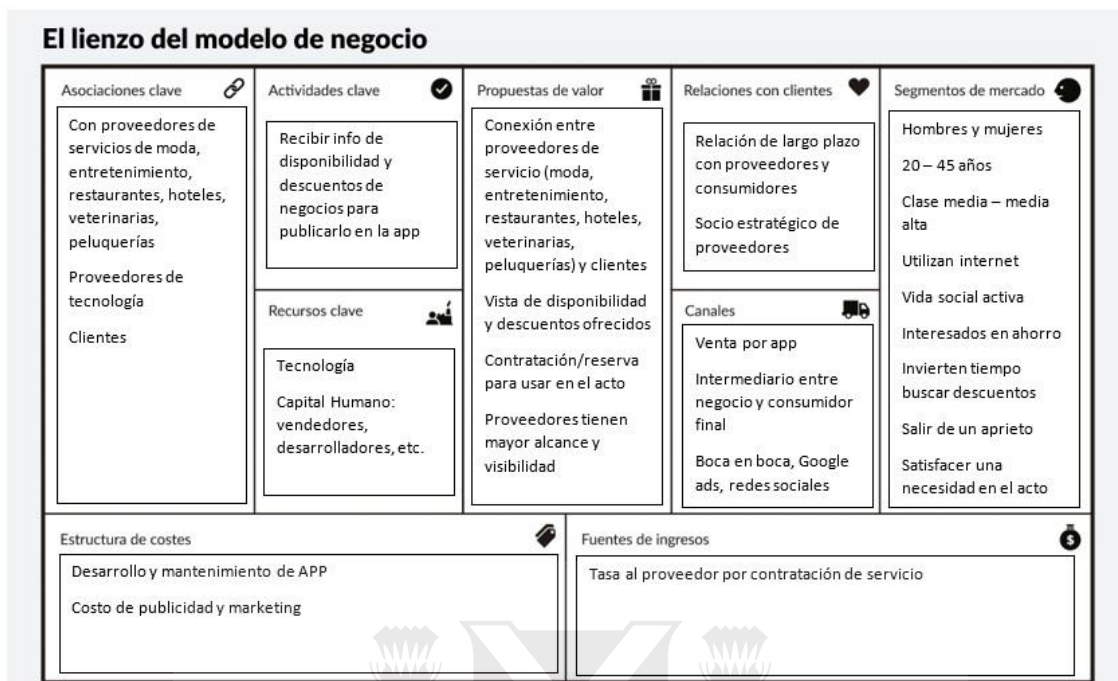 El lienzo del modelo de negocio
Asociaciones clave
Con proveedores de
servicios de moda,
entretenimiento,
restaurantes, hoteles,
veterinarias,
peluquerías
Proveedores de
tecnología
Clientes
Actividades clave
Recibir info de
disponibilidad y
descuentos de
negocios para
publicarlo en la app
Recursos clave
Tecnología
Capital Humano:
vendedores,
desarrolladores, etc.
Propuestas de valor
Conexión entre
proveedores de
servicio (moda,
entretenimiento,
restaurantes, hoteles,
veterinarias,
peluquerías) y clientes
Vista de disponibilidad
y descuentos ofrecidos
Contratación/reserva
para usar en el acto
Proveedores tienen
mayor alcance y
visibilidad
Relaciones con clientes
Relación de largo plazo
con proveedores y
consumidores
Socio estratégico de
proveedores
Canales
Venta por app
Intermediario entre
negocio y consumidor
final
Boca en boca, Google
ads, redes sociales
Segmentos de mercado
Hombres y mujeres
20 – 45 años
Clase media – media
alta
Utilizan internet
Vida social activa
Interesados en ahorro
Invierten tiempo
buscar descuentos
Salir de un aprieto
Satisfacer una
necesidad en el acto
Estructura de costes
Desarrollo y mantenimiento de APP
Costo de publicidad y marketing
Fuentes de ingresos
$
Tasa al proveedor por contratación de servicio